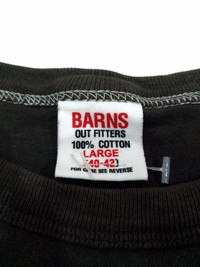 BARNS
OUT FITTERS
100% COTTON
LARGE
(40-42)
FOR CARE SEE REVERSE